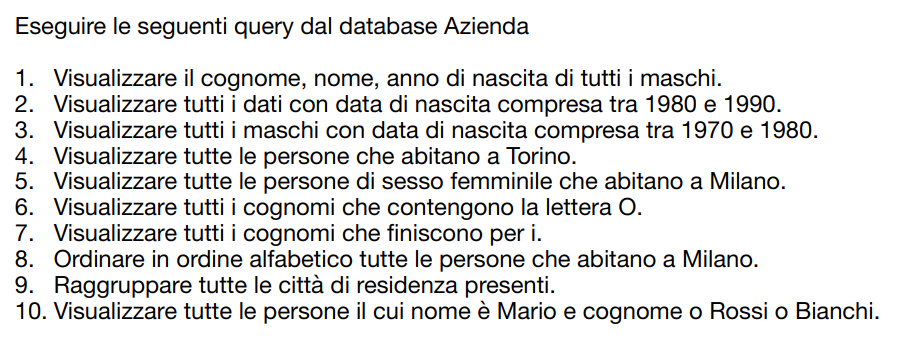 Eseguire le seguenti query dal database Azienda
1. Visualizzare il cognome, nome, anno di nascita di tutti i maschi.
2. Visualizzare tutti i dati con data di nascita compresa tra 1980 e 1990.
3. Visualizzare tutti i maschi con data di nascita compresa tra 1970 e 1980.
4. Visualizzare tutte le persone che abitano a Torino.
5. Visualizzare tutte le persone di sesso femminile che abitano a Milano.
6. Visualizzare tutti i cognomi che contengono la lettera O.
7. Visualizzare tutti i cognomi che finiscono per i.
8. Ordinare in ordine alfabetico tutte le persone che abitano a Milano.
9. Raggruppare tutte le città di residenza presenti.
10. Visualizzare tutte le persone il cui nome è Mario e cognome o Rossi o Bianchi.